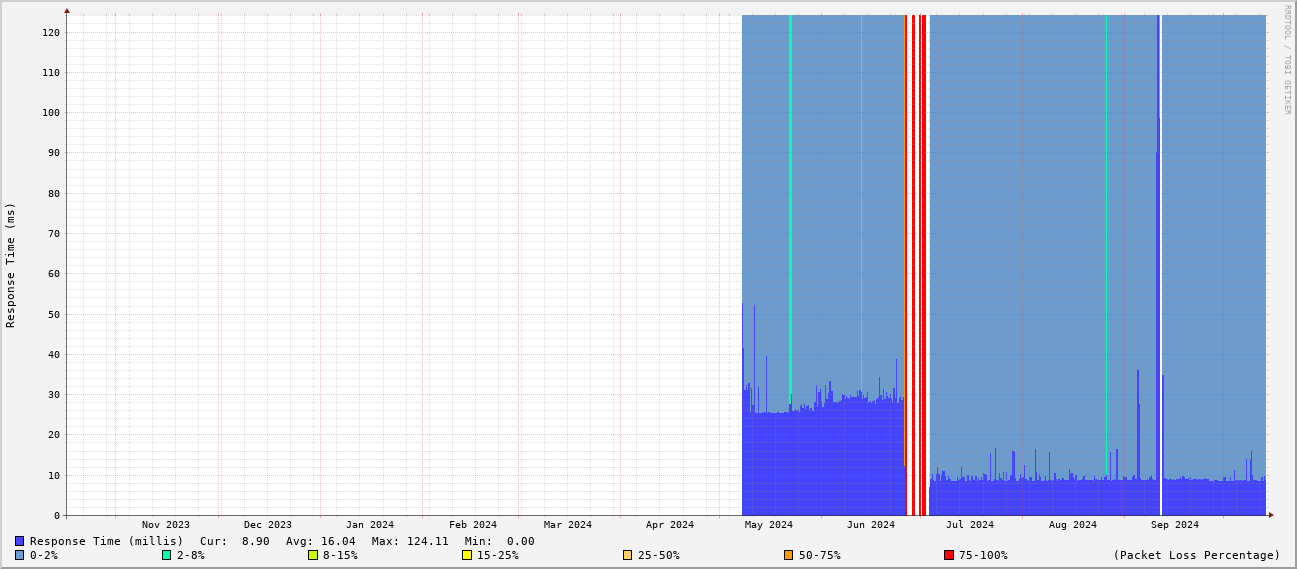 RRDTOOL / TOBI OETIKER
Response Time (ms)
120
110
100
90
80
70
60
50
40
30
20
10
0
Nov 2023 Dec 2023 Jan 2024 Feb 2024 Mar 2024 Apr 2024 May 2024 Jun 2024 Jul 2024 Aug 2024 Sep 2024
Response Time (millis) Cur: 8.90 Avg: 16.04 Max: 124.11 Min: 0.00
0-2% 2-8% 8-15% 15-25% 25-50% 50-75% 75-100% (Packet Loss Percentage)